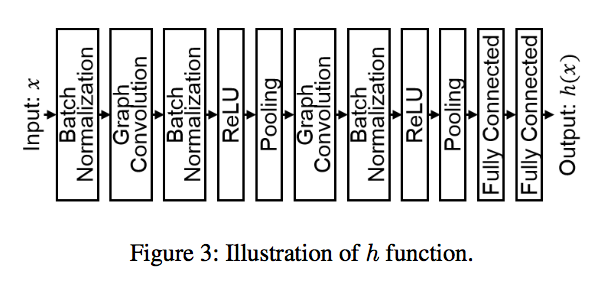 Input: x
Batch
Normalization
Graph
Convolution
Batch
Normalization
ReLU
Pooling
Graph
Convolution
Batch
Normalization
ReLU
Pooling
Fully Connected
Fully Connected
Output: h(x)
Figure 3: Illustration of h function.